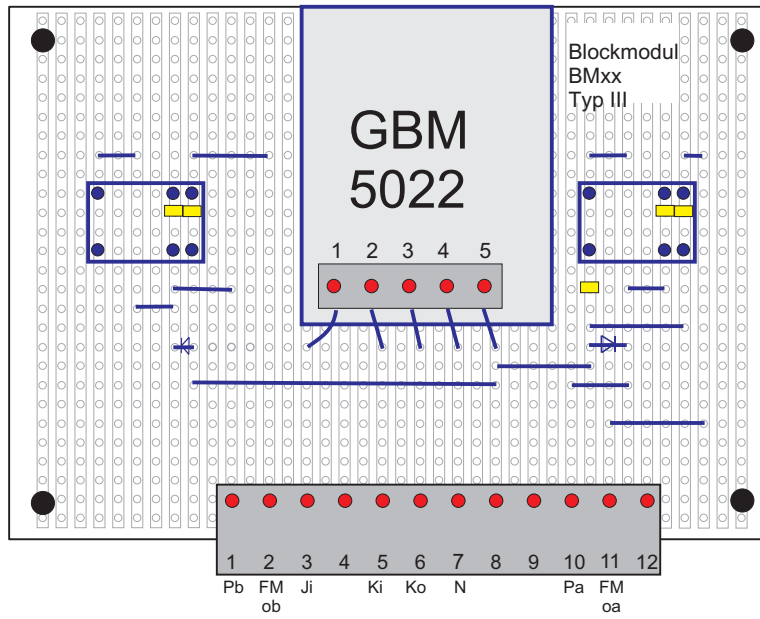 Blockmodul
BMxx
Typ III
GBM
5022
1 2 3 4 5
1 2 3 4 5 6 7 8 9 10 11 12
Pb FM Ji Ki Ko N Pa FM
ob oa